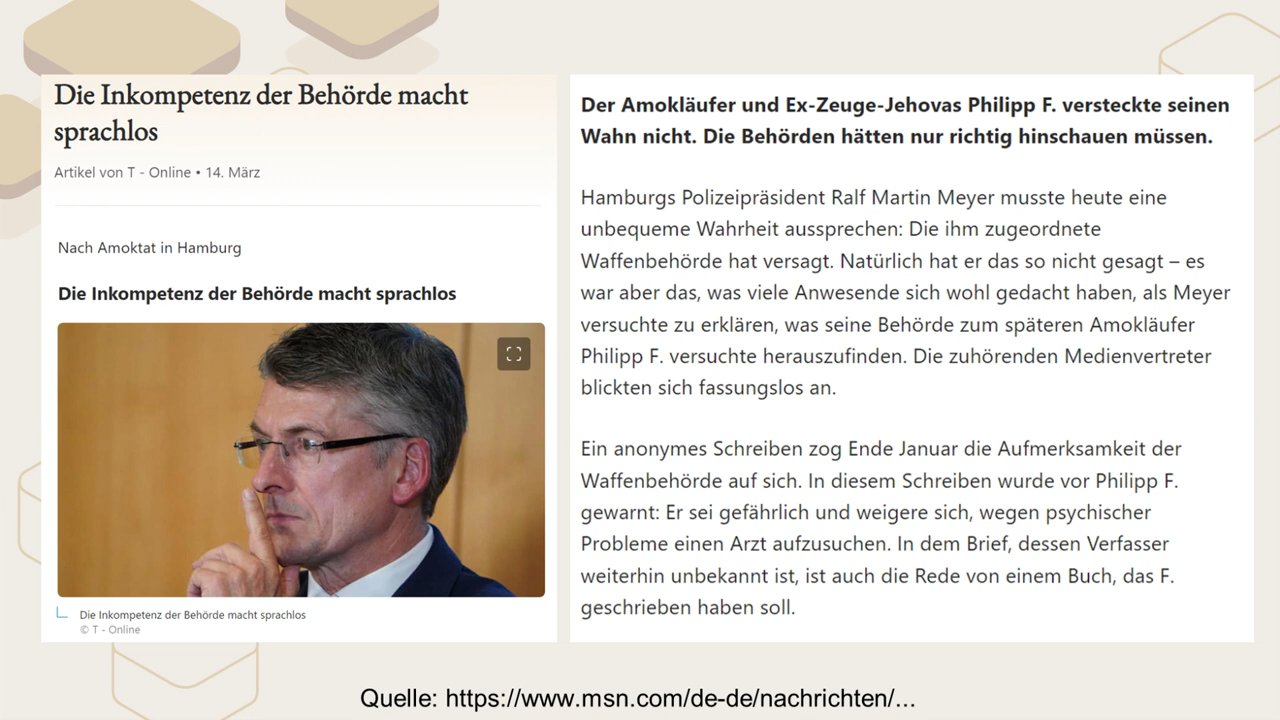 Die Inkompetenz der Behörde macht
sprachlos
Artikel von T - Online • 14. März
Nach Amoktat in Hamburg
Die Inkompetenz der Behörde macht sprachlos
Die Inkompetenz der Behörde macht sprachlos
© T - Online
Der Amokläufer und Ex-Zeuge-Jehovas Philipp F. versteckte seinen
Wahn nicht. Die Behörden hätten nur richtig hinschauen müssen.
Hamburgs Polizeipräsident Ralf Martin Meyer musste heute eine
unbequeme Wahrheit aussprechen: Die ihm zugeordnete
Waffenbehörde hat versagt. Natürlich hat er das so nicht gesagt – es
war aber das, was viele Anwesende sich wohl gedacht haben, als Meyer
versuchte zu erklären, was seine Behörde zum späteren Amokläufer
Philipp F. versuchte herauszufinden. Die zuhörenden Medienvertreter
blickten sich fassungslos an.
Ein anonymes Schreiben zog Ende Januar die Aufmerksamkeit der
Waffenbehörde auf sich. In diesem Schreiben wurde vor Philipp F.
gewarnt: Er sei gefährlich und weigere sich, wegen psychischer
Probleme einen Arzt aufzusuchen. In dem Brief, dessen Verfasser
weiterhin unbekannt ist, ist auch die Rede von einem Buch, das F.
geschrieben haben soll.
Quelle: https://www.msn.com/de-de/nachrichten/...